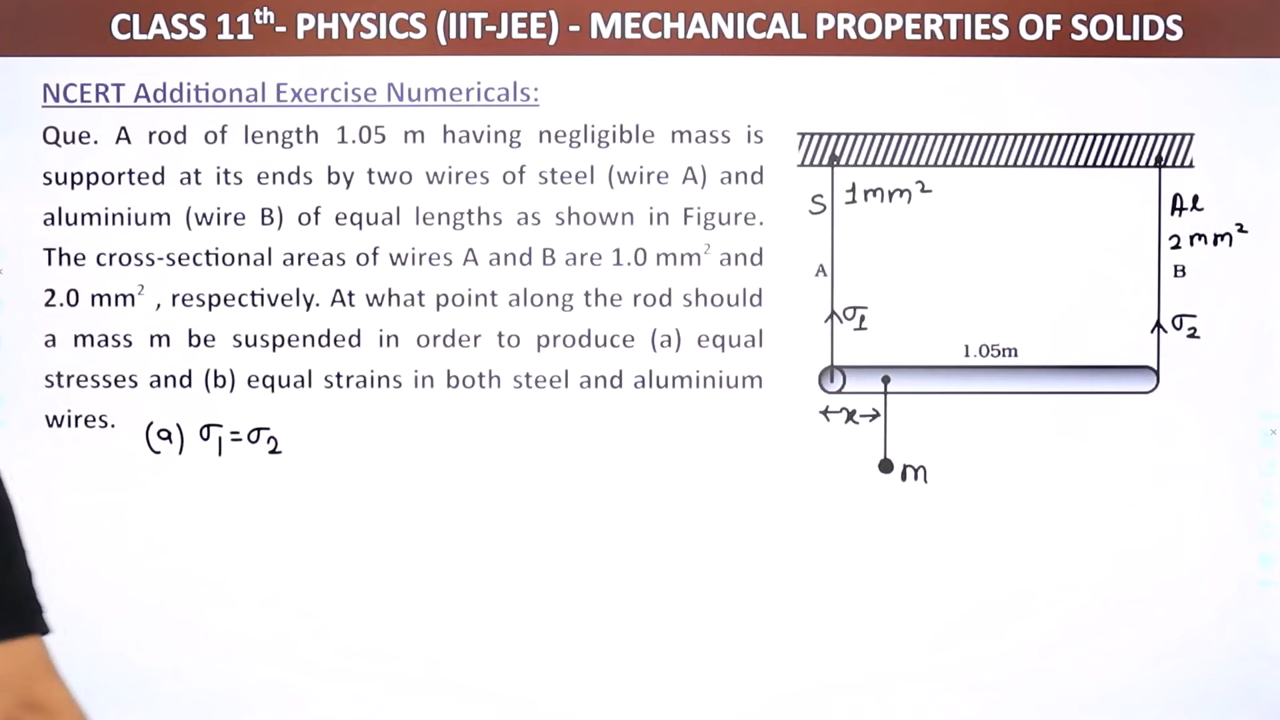 CLASS 11th- PHYSICS (IIT-JEE) - MECHANICAL PROPERTIES OF SOLIDS
NCERT Additional Exercise Numericals:
Que. A rod of length 1.05 m having negligible mass is
supported at its ends by two wires of steel (wire A) and
aluminium (wire B) of equal lengths as shown in Figure.
The cross-sectional areas of wires A and B are 1.0 mm² and
2.0 mm² , respectively. At what point along the rod should
a mass m be suspended in order to produce (a) equal
stresses and (b) equal strains in both steel and aluminium
wires.
(a) σ₁=σ₂
S
1mm²
Al
2mm²
A
B
σ₁
σ₂
1.05m
x
m